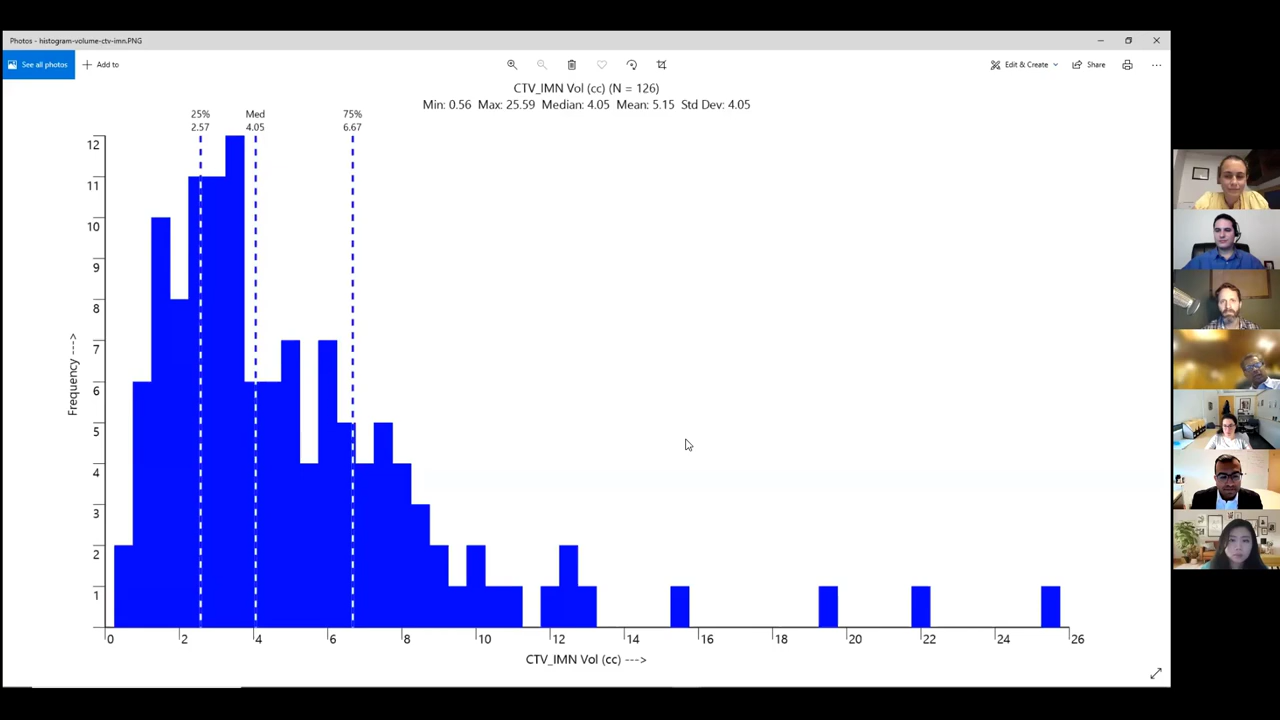 Photos - histogram-volume-ctv-imn.PNG
See all photos
Add to
Edit & Create
Share
CTV_IMN Vol (cc) (N = 126)
Min: 0.56 Max: 25.59 Median: 4.05 Mean: 5.15 Std Dev: 4.05
25% Med 75%
2.57 4.05 6.67
12
11
10
9
8
7
6
5
4
3
2
1
Frequency --->
0 2 4 6 8 10 12 14 16 18 20 22 24 26
CTV_IMN Vol (cc) --->